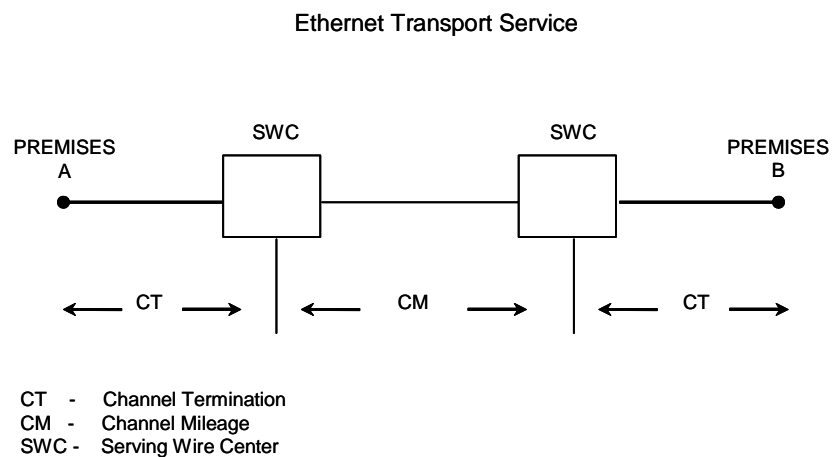 Ethernet Transport Service
SWC
SWC
PREMISES
A
PREMISES
B
CT
CM
CT
CT - Channel Termination
CM - Channel Mileage
SWC - Serving Wire Center